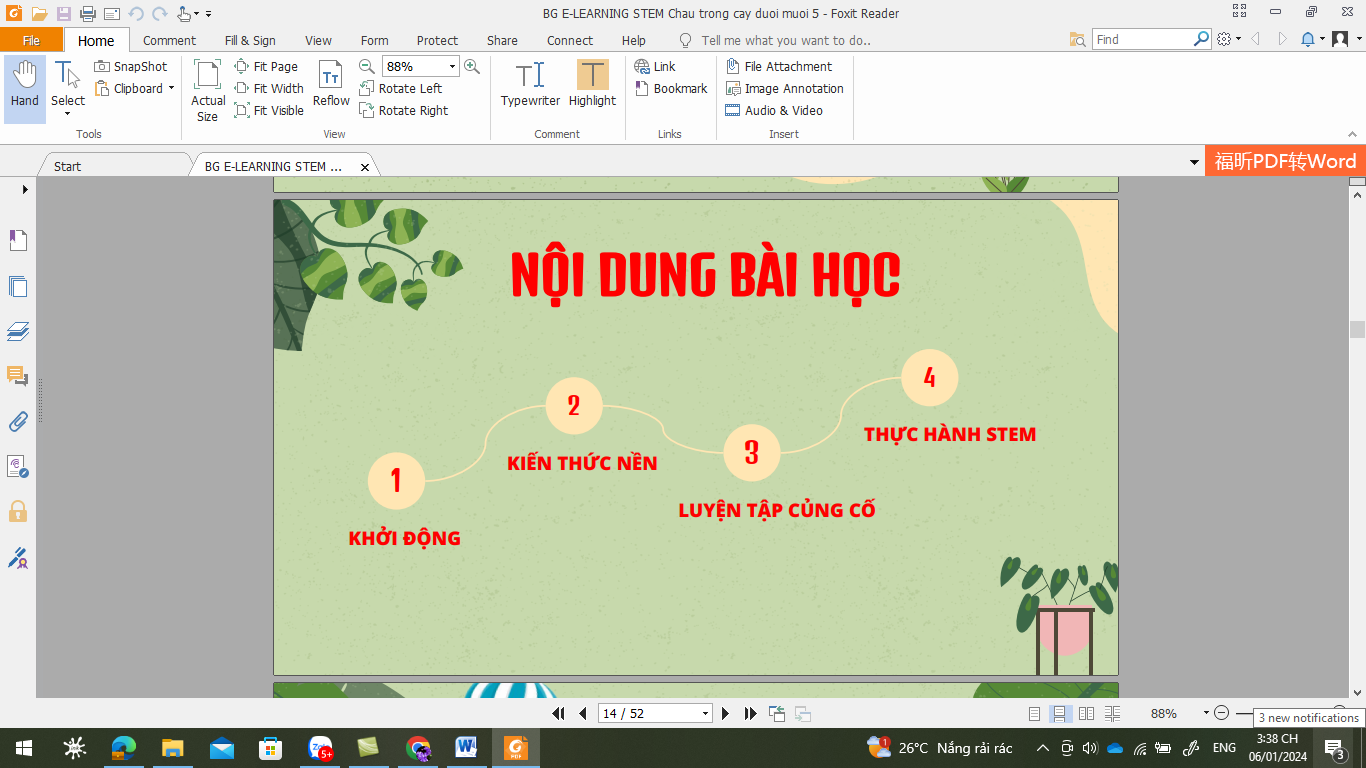 BG E-LEARNING STEM Chau trong cay duoi muoi 5 - Foxit Reader
File Home Comment Fill & Sign View Form Protect Share Connect Help Tell me what you want to do.. Find
Hand
Select
SnapShot
Clipboard
Tools
Actual Size
Fit Page
Fit Width
Fit Visible
Reflow
88%
Rotate Left
Rotate Right
View
Typewriter
Highlight
Comment
Link
Bookmark
Links
File Attachment
Image Annotation
Audio & Video
Insert
Start
BG E-LEARNING STEM ...
福昕PDF转Word
NỘI DUNG BÀI HỌC
1
KHỞI ĐỘNG
2
KIẾN THỨC NỀN
3
LUYỆN TẬP CỦNG CỐ
4
THỰC HÀNH STEM
14 / 52
88%
3 new notifications
Zalo
5+
W
PDF
1
26°C Nắng rải rác
ENG
3:38 CH
06/01/2024
3